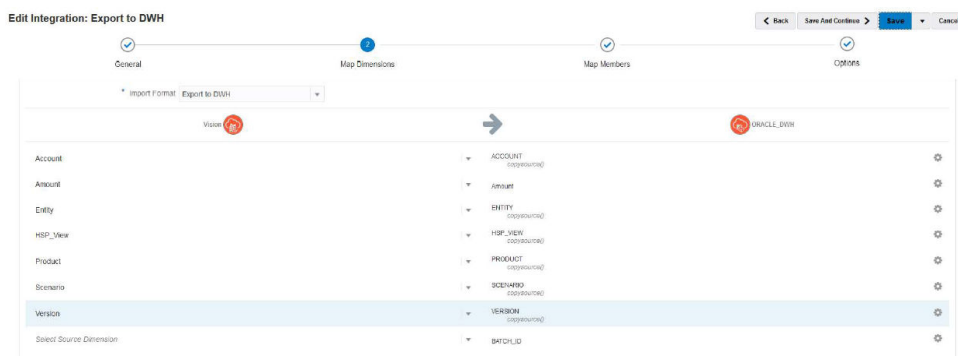 Edit Integration: Export to DWH
Back Save And Continue Save Cancel
2
General Map Dimensions Map Members Options
* Import Format Export to DWH
Vision ORACLE_DWH
Account ACCOUNT
copysource()
Amount Amount
Entity ENTITY
copysource()
HSP_View HSP_VIEW
copysource()
Product PRODUCT
copysource()
Scenario SCENARIO
copysource()
Version VERSION
copysource()
Select Source Dimension BATCH_ID